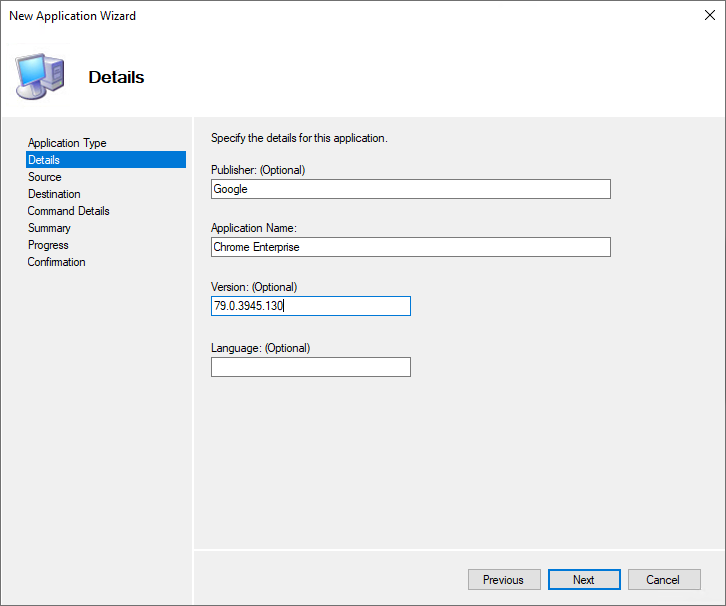 New Application Wizard
Details
Application Type
Details
Source
Destination
Command Details
Summary
Progress
Confirmation
Specify the details for this application.
Publisher: (Optional)
Google
Application Name:
Chrome Enterprise
Version: (Optional)
79.0.3945.130
Language: (Optional)
Previous
Next
Cancel